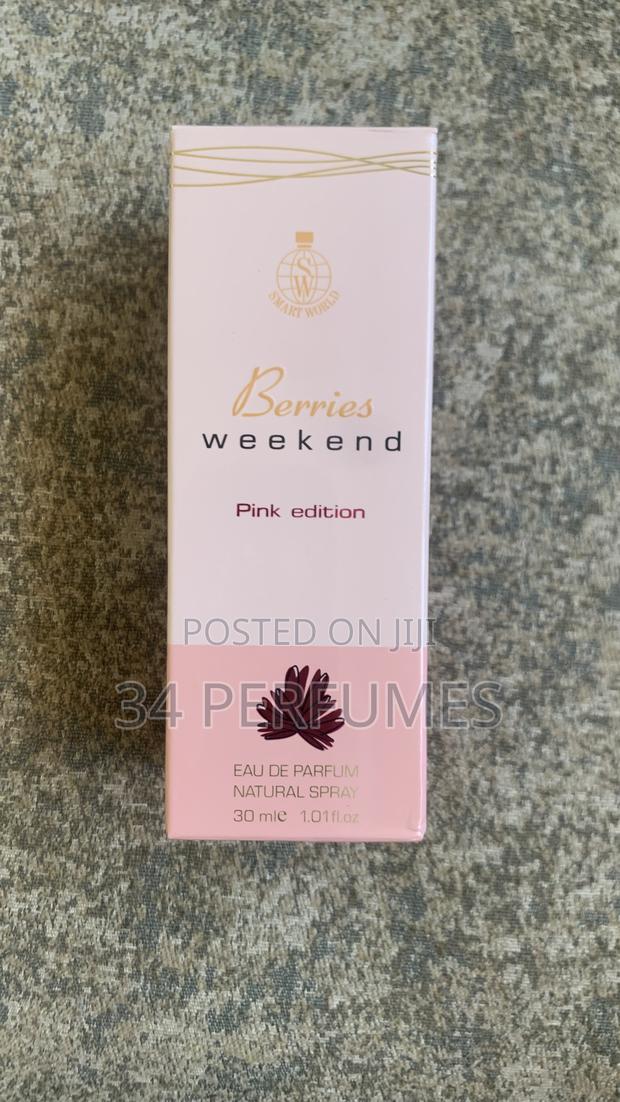 SW
SMART WORLD
Berries
weekend
Pink edition
POSTED ON JIJI
34 PERFUMES
EAU DE PARFUM
NATURAL SPRAY
30 mle 1.01fl.oz